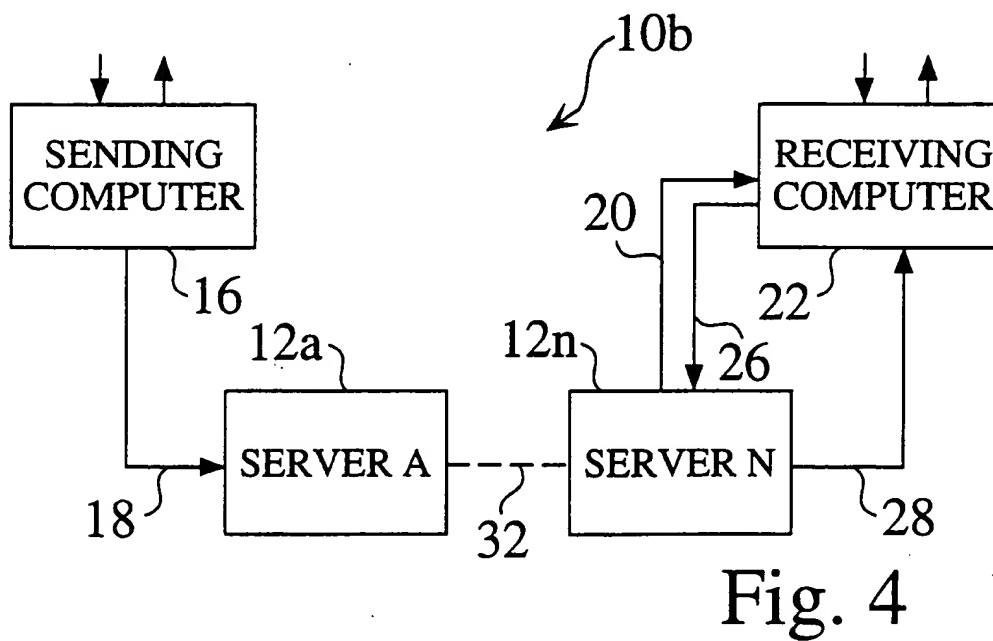 10b
SENDING
COMPUTER
RECEIVING
COMPUTER
20
16
22
12a
12n
26
SERVER A
SERVER N
18
32
28
Fig. 4